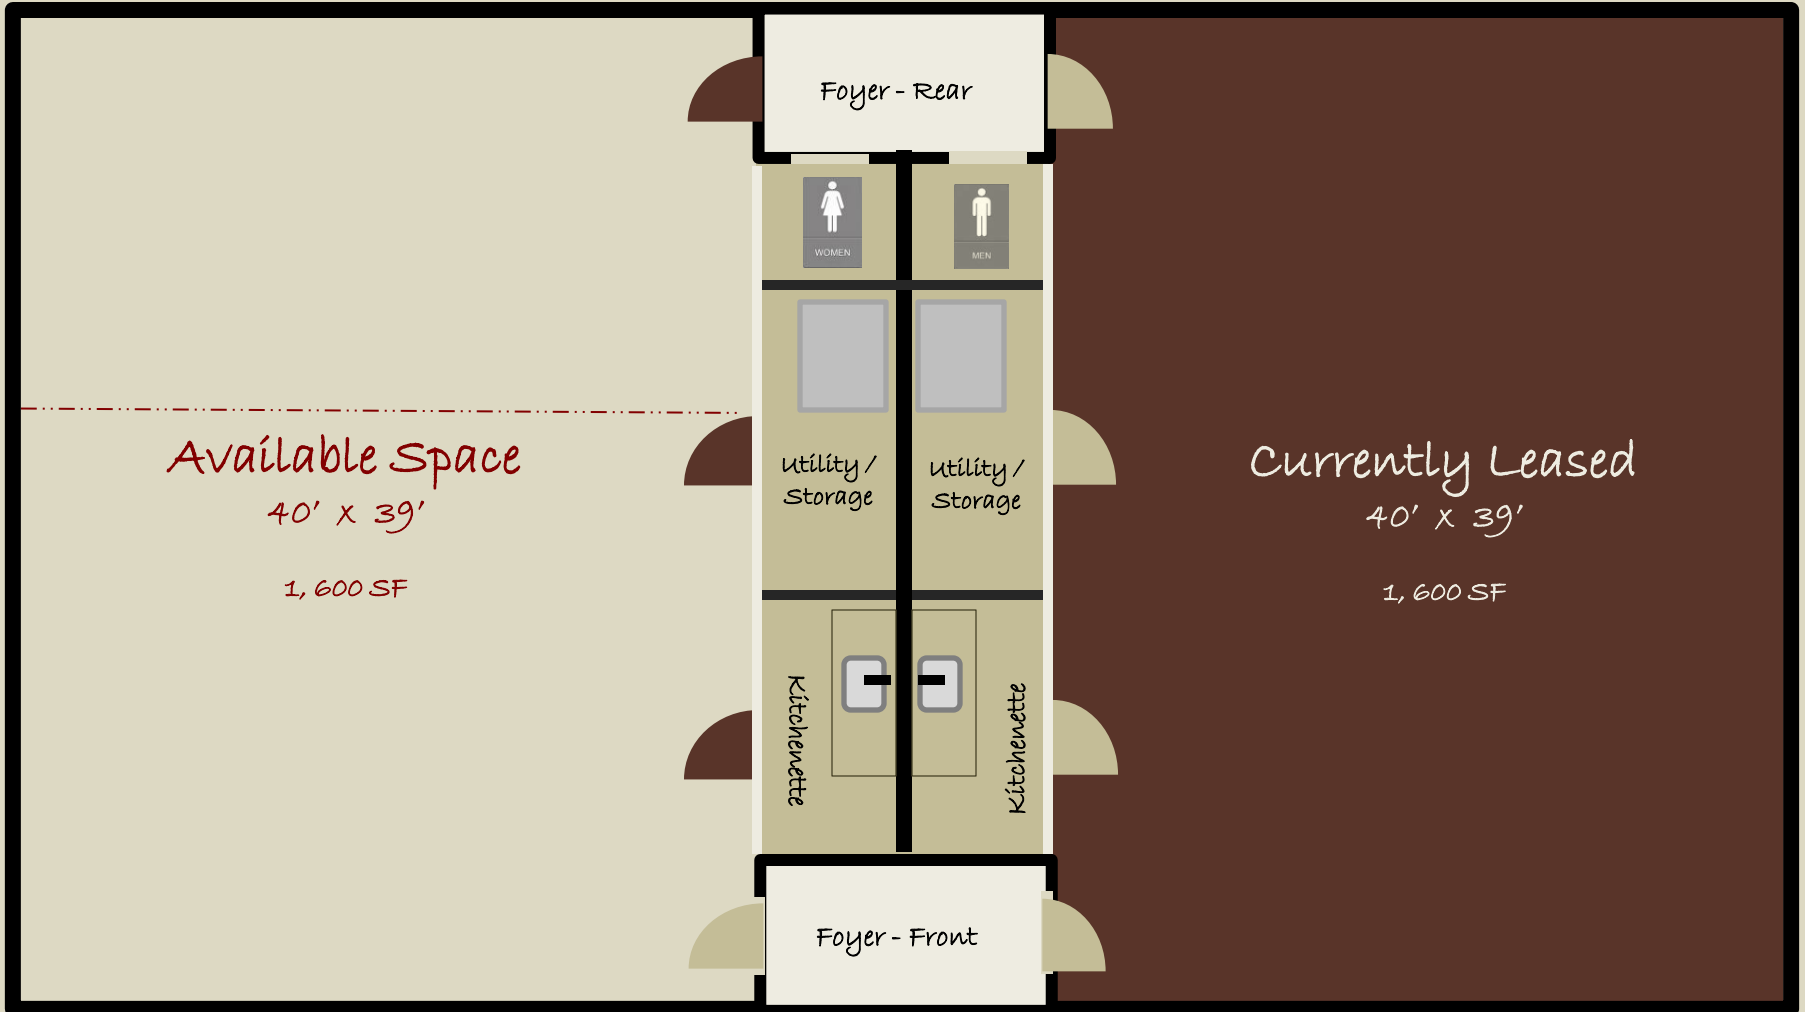 Foyer - Rear
WOMEN
MEN
Available Space
40' X 39'
1, 600 SF
Utility /
Storage
Utility /
Storage
Currently Leased
40' X 39'
1, 600 SF
Kitchenette
Kitchenette
Foyer - Front